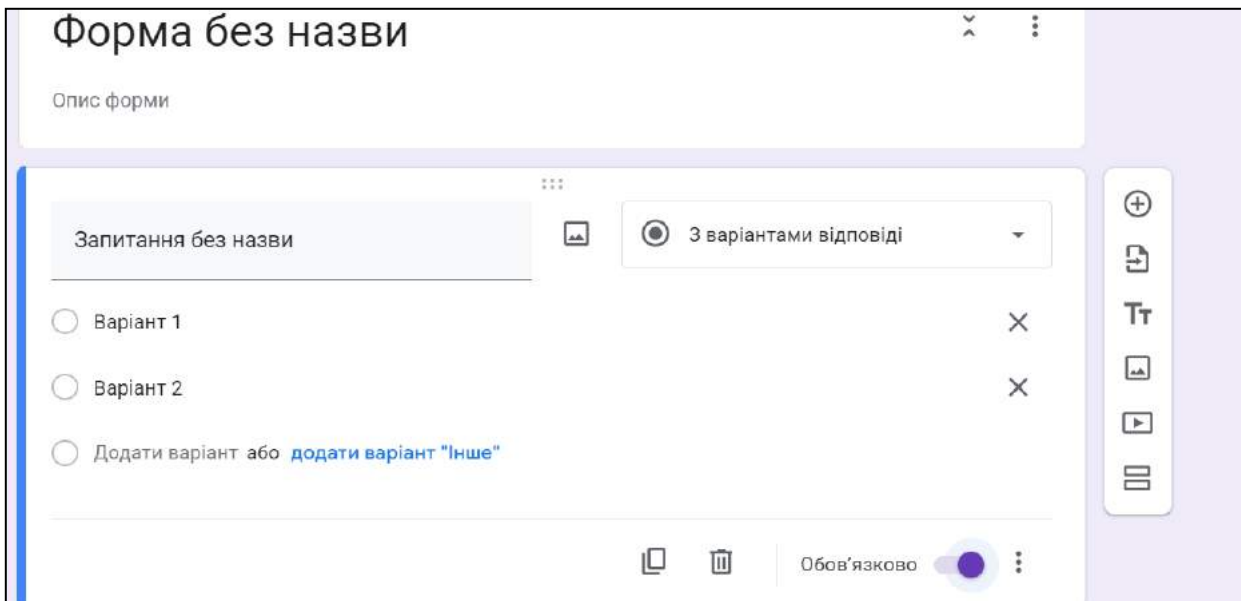 Форма без назви
Опис форми
Запитання без назви
З варіантами відповіді
Варіант 1
Варіант 2
Додати варіант або додати варіант "Інше"
Обов'язково
Тт